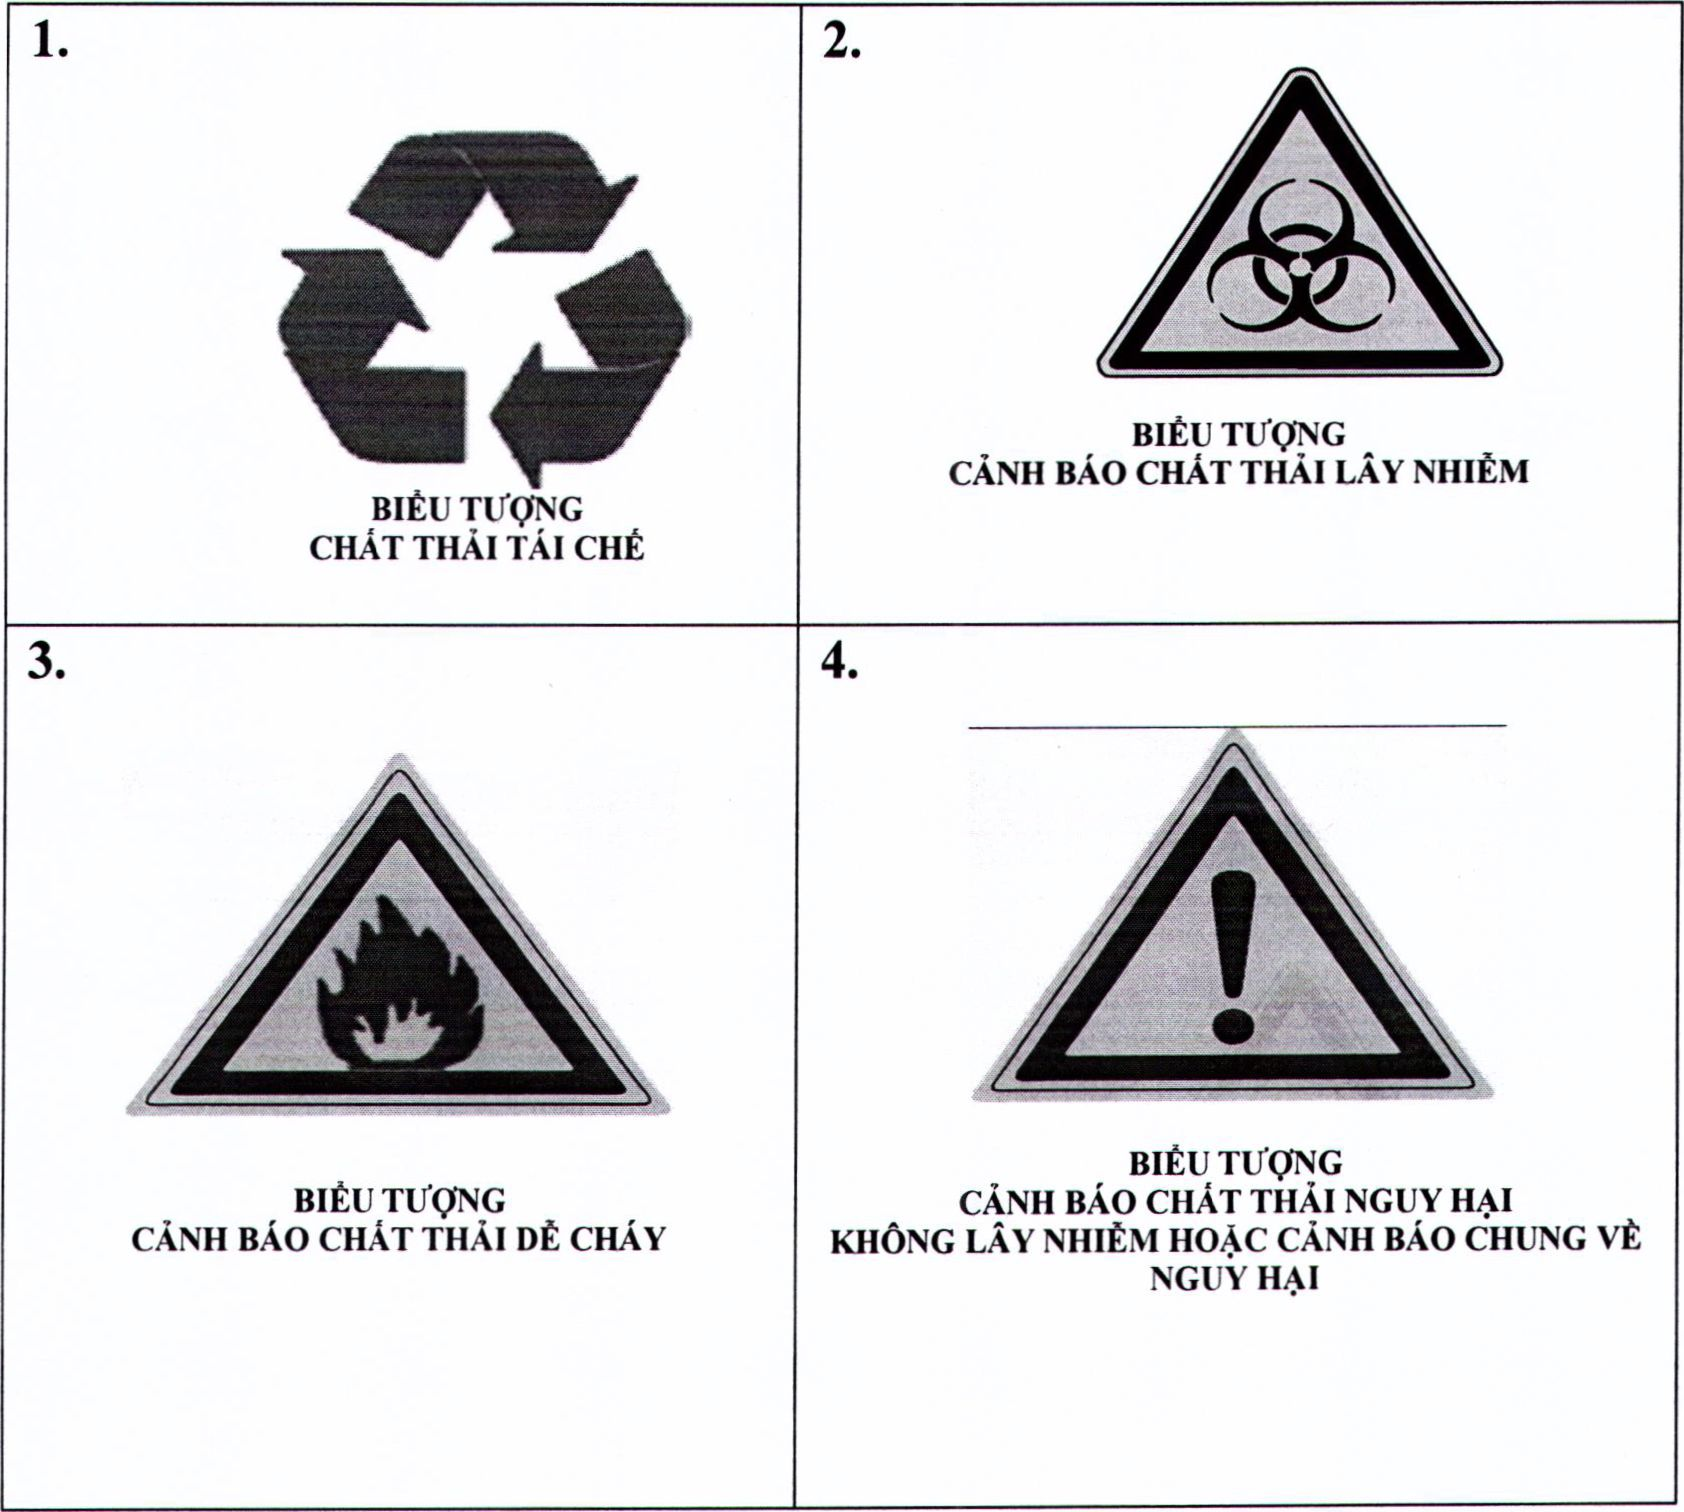 1.
BIỂU TƯỢNG
CHẤT THẢI TÁI CHẾ
2.
BIỂU TƯỢNG
CẢNH BÁO CHẤT THẢI LÂY NHIỄM
3.
BIỂU TƯỢNG
CẢNH BÁO CHẤT THẢI DỄ CHÁY
4.
BIỂU TƯỢNG
CẢNH BÁO CHẤT THẢI NGUY HẠI
KHÔNG LÂY NHIỄM HOẶC CẢNH BÁO CHUNG VỀ
NGUY HẠI